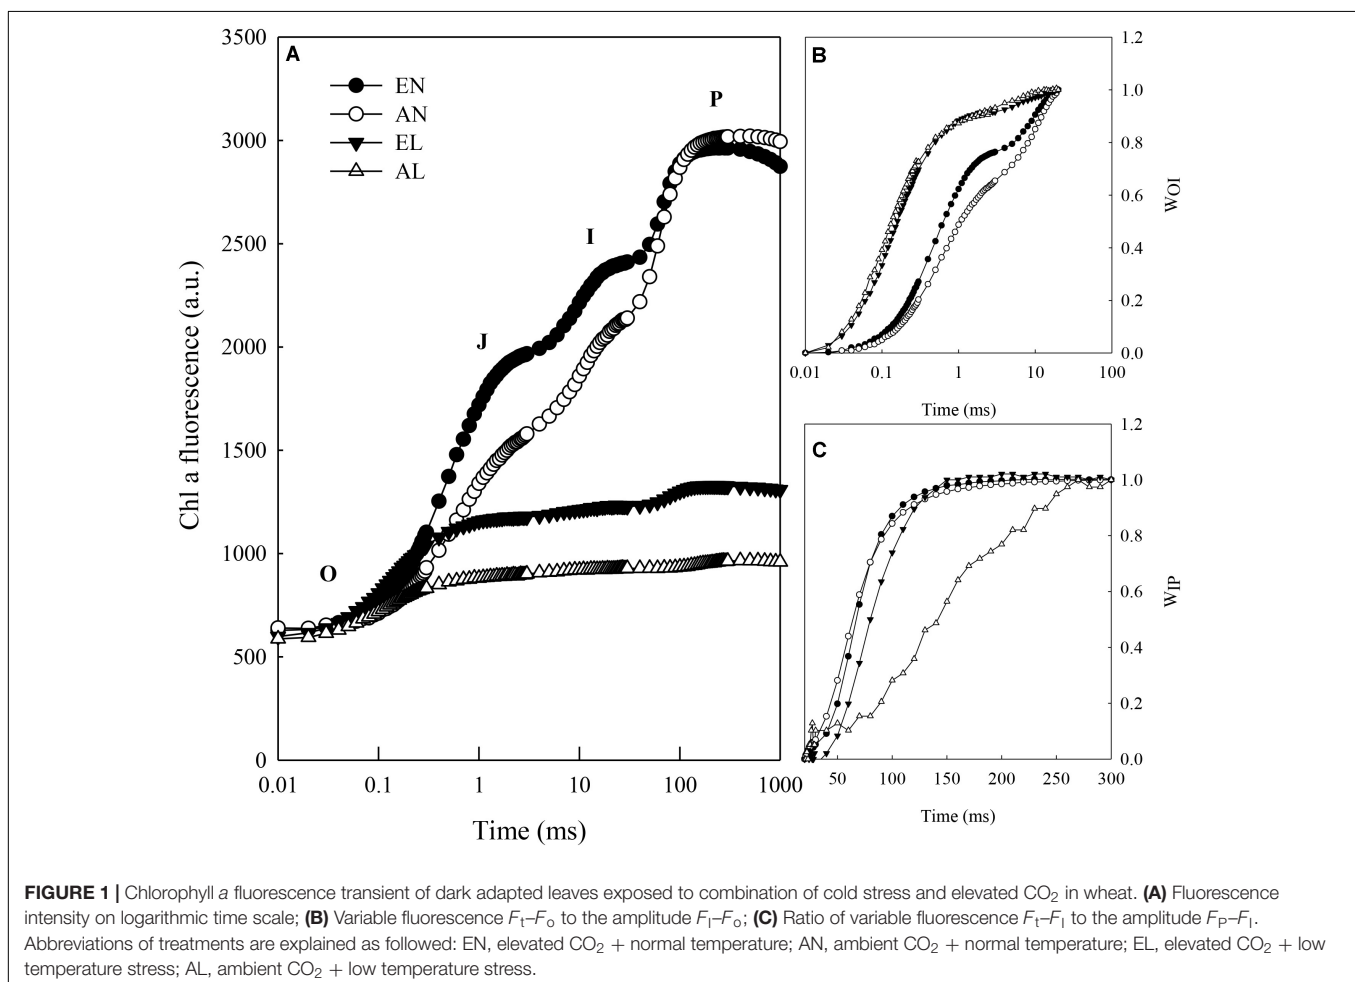 A
EN
AN
EL
AL
O
J
I
P
3500
3000
2500
2000
1500
1000
500
0
Chl a fluorescence (a.u.)
0.01 0.1 1 10 100 1000
Time (ms)
B
1.2
1.0
0.8
0.6
0.4
0.2
0.0
WOI
0.01 0.1 1 10 100
Time (ms)
C
1.2
1.0
0.8
0.6
0.4
0.2
0.0
WIP
50 100 150 200 250 300
Time (ms)
FIGURE 1 | Chlorophyll a fluorescence transient of dark adapted leaves exposed to combination of cold stress and elevated CO2 in wheat. (A) Fluorescence
intensity on logarithmic time scale; (B) Variable fluorescence Ft–Fo to the amplitude FI–Fo; (C) Ratio of variable fluorescence Ft–FI to the amplitude FP–FI.
Abbreviations of treatments are explained as followed: EN, elevated CO2 + normal temperature; AN, ambient CO2 + normal temperature; EL, elevated CO2 + low
temperature stress; AL, ambient CO2 + low temperature stress.